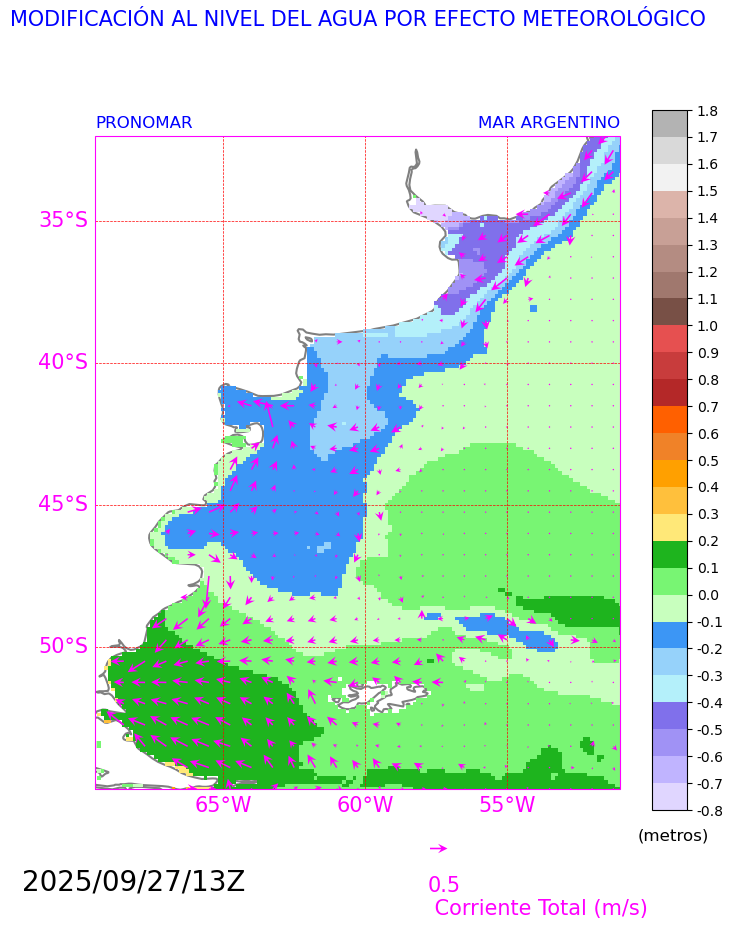 MODIFICACIÓN AL NIVEL DEL AGUA POR EFECTO METEOROLÓGICO
PRONOMAR MAR ARGENTINO
35°S
40°S
45°S
50°S
65°W 60°W 55°W
1.8
1.7
1.6
1.5
1.4
1.3
1.2
1.1
1.0
0.9
0.8
0.7
0.6
0.5
0.4
0.3
0.2
0.1
0.0
-0.1
-0.2
-0.3
-0.4
-0.5
-0.6
-0.7
-0.8
(metros)
2025/09/27/13Z
0.5
Corriente Total (m/s)